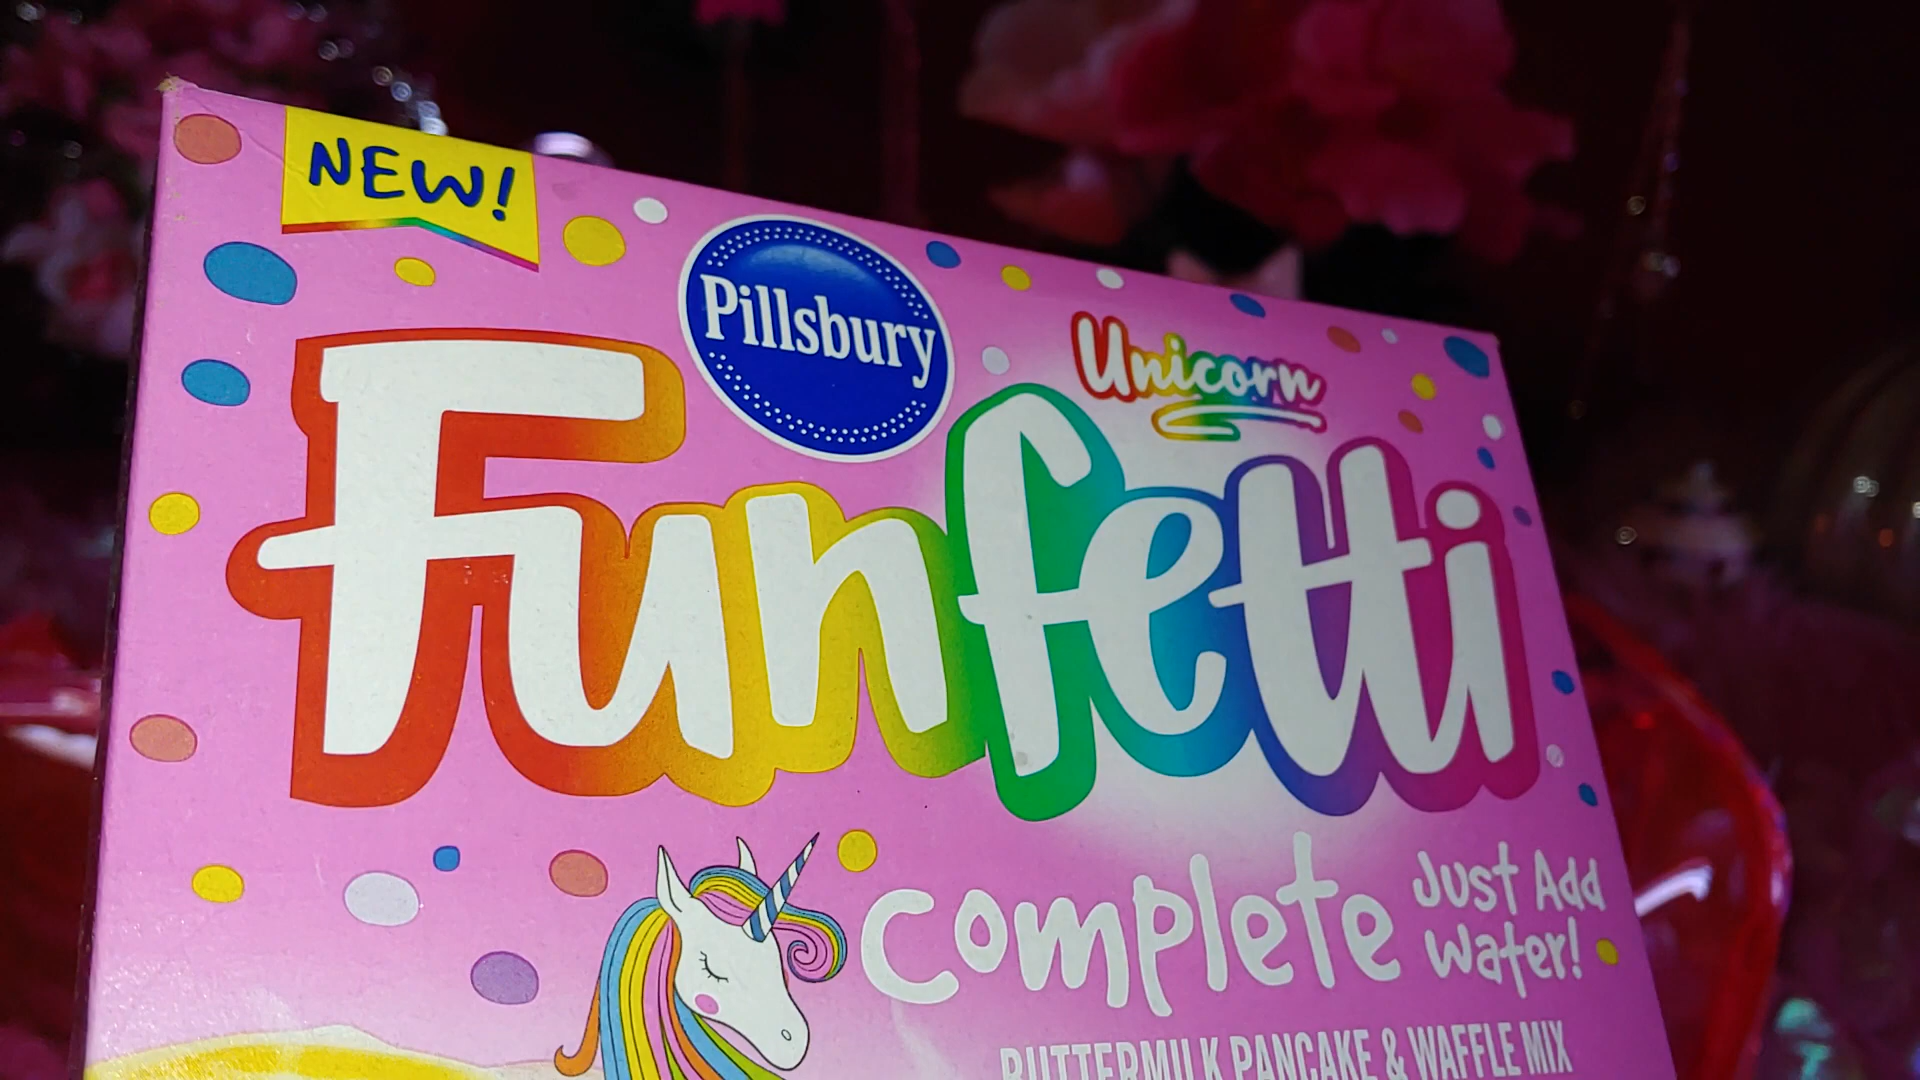 NEW!
Pillsbury
Unicorn
Funfetti
Complete
Just Add
Water!
BUTTERMILK PANCAKE & WAFFLE MIX